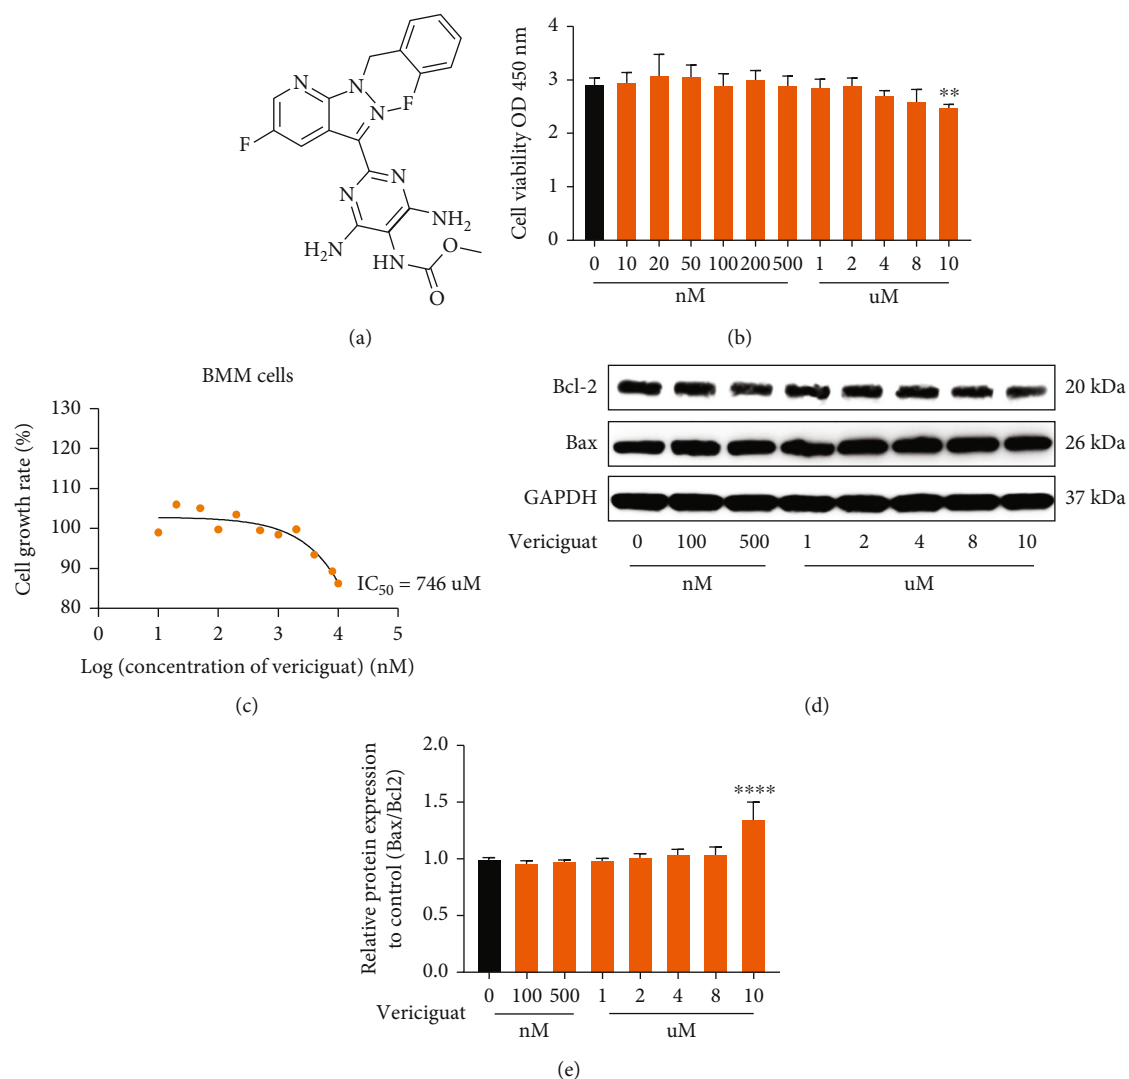 N
N
N
F
F
N
N
NH2
H2N
HN
O
O
(a)
Cell viability OD 450 nm
4
3
2
1
0
**
0 10 20 50 100 200 500 1 2 4 8 10
nM uM
(b)
BMM cells
Cell growth rate (%)
130
120
110
100
90
80
IC50 = 746 uM
0 1 2 3 4 5
Log (concentration of vericiguat) (nM)
(c)
Bcl-2 20 kDa
Bax 26 kDa
GAPDH 37 kDa
Vericiguat 0 100 500 1 2 4 8 10
nM uM
(d)
Relative protein expression
to control (Bax/Bcl2)
2.0
1.5
1.0
0.5
0.0
****
0 100 500 1 2 4 8 10
Vericiguat
nM uM
(e)